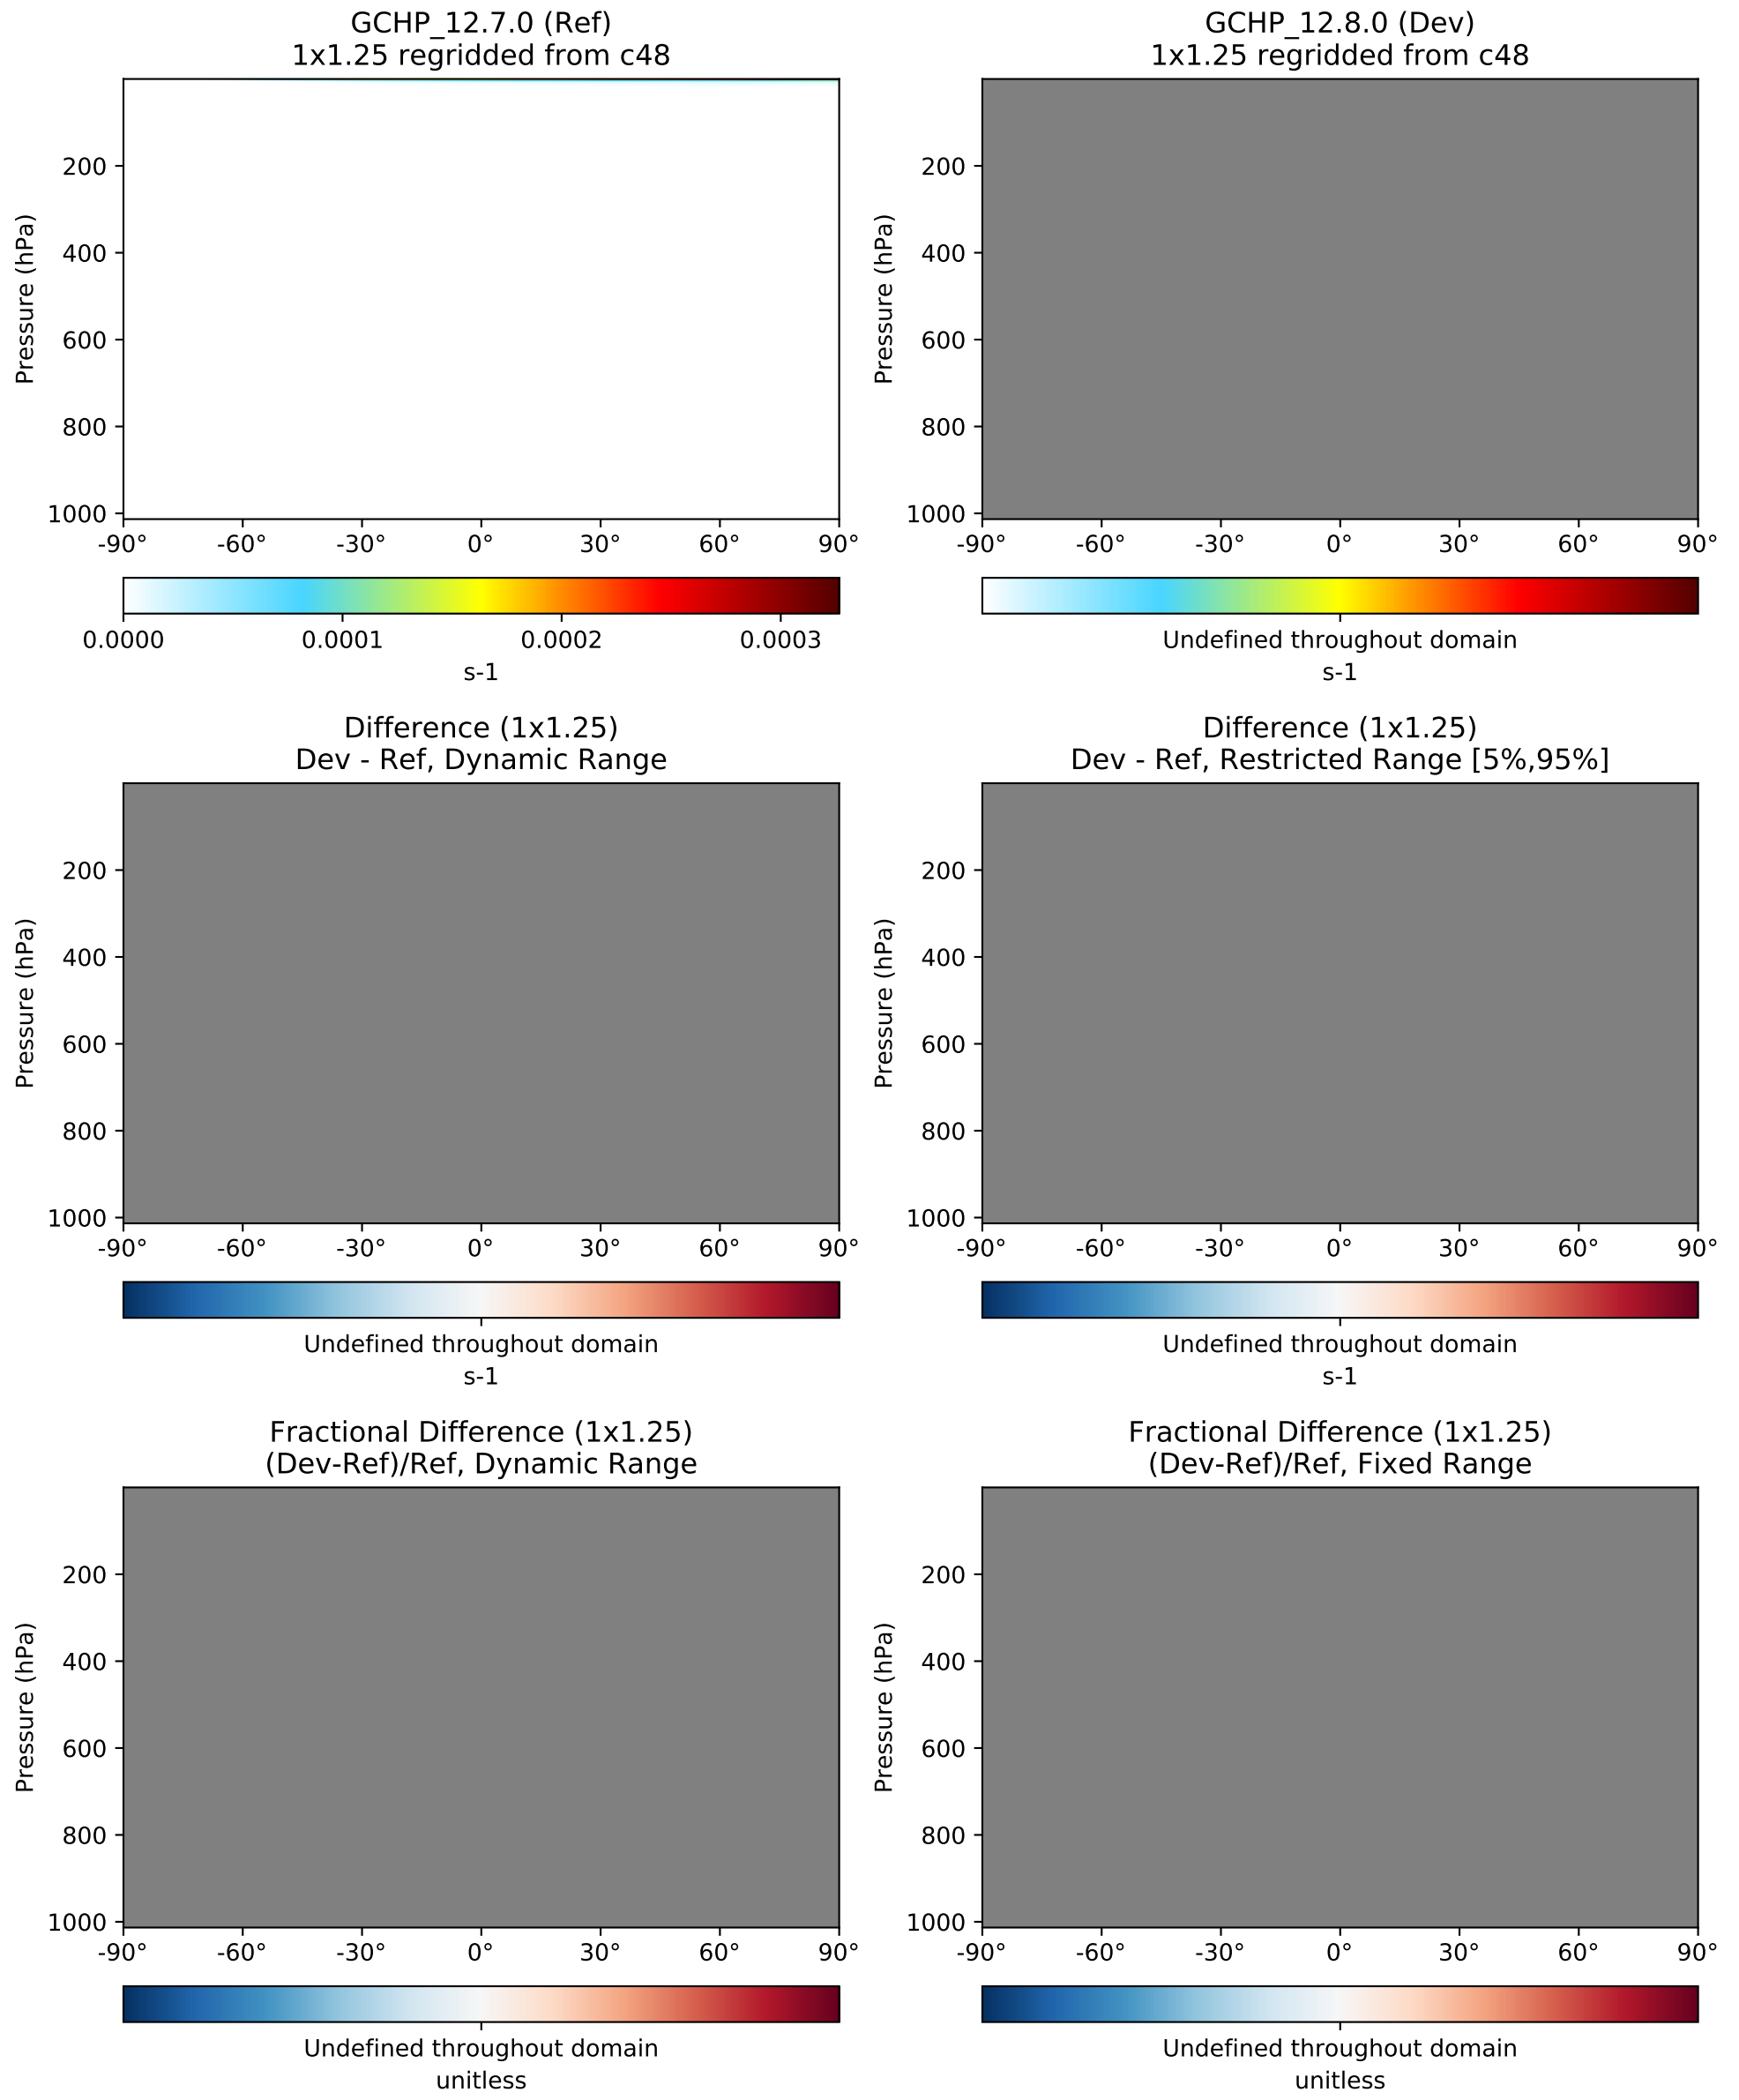 GCHP_12.7.0 (Ref)
1x1.25 regridded from c48
Pressure (hPa)
200
400
600
800
1000
-90° -60° -30° 0° 30° 60° 90°
0.0000 0.0001 0.0002 0.0003
s-1
GCHP_12.8.0 (Dev)
1x1.25 regridded from c48
Pressure (hPa)
200
400
600
800
1000
-90° -60° -30° 0° 30° 60° 90°
Undefined throughout domain
s-1
Difference (1x1.25)
Dev - Ref, Dynamic Range
Pressure (hPa)
200
400
600
800
1000
-90° -60° -30° 0° 30° 60° 90°
Undefined throughout domain
s-1
Difference (1x1.25)
Dev - Ref, Restricted Range [5%,95%]
Pressure (hPa)
200
400
600
800
1000
-90° -60° -30° 0° 30° 60° 90°
Undefined throughout domain
s-1
Fractional Difference (1x1.25)
(Dev-Ref)/Ref, Dynamic Range
Pressure (hPa)
200
400
600
800
1000
-90° -60° -30° 0° 30° 60° 90°
Undefined throughout domain
unitless
Fractional Difference (1x1.25)
(Dev-Ref)/Ref, Fixed Range
Pressure (hPa)
200
400
600
800
1000
-90° -60° -30° 0° 30° 60° 90°
Undefined throughout domain
unitless